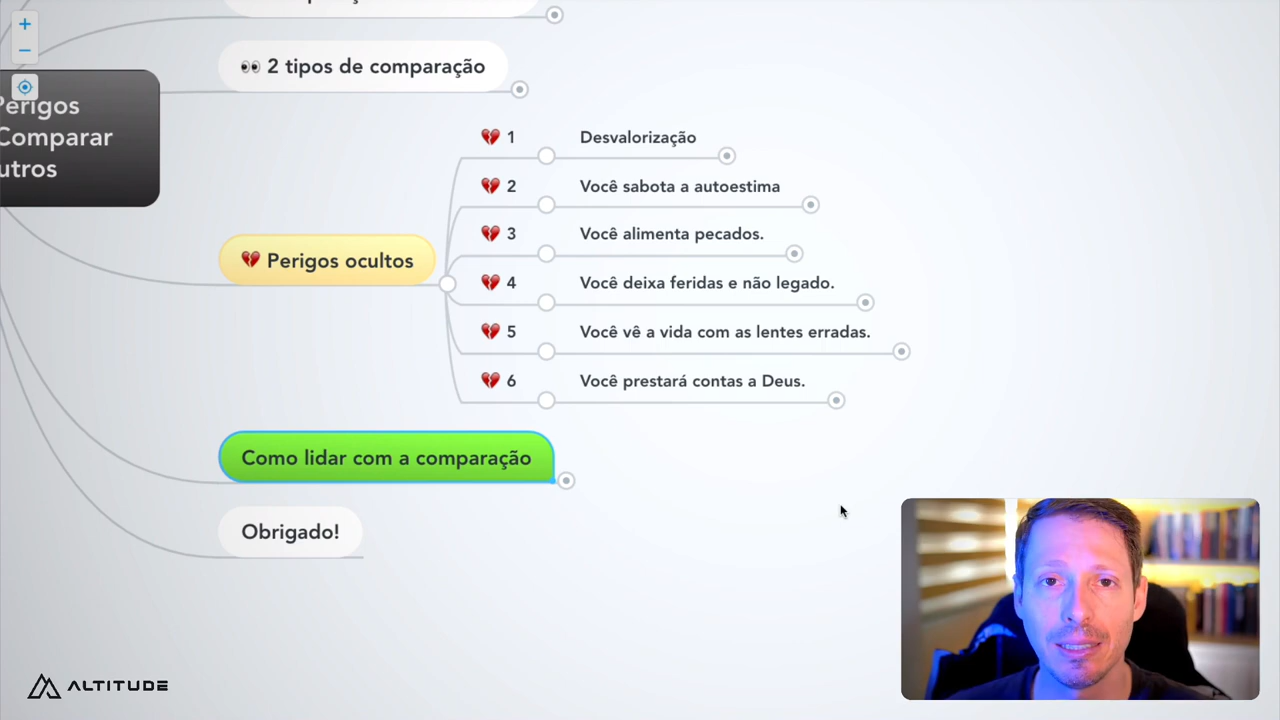 2 tipos de comparação
Perigos
Comparar
utros
1 Desvalorização
2 Você sabota a autoestima
3 Você alimenta pecados.
Perigos ocultos
4 Você deixa feridas e não legado.
5 Você vê a vida com as lentes erradas.
6 Você prestará contas a Deus.
Como lidar com a comparação
Obrigado!
ALTITUDE